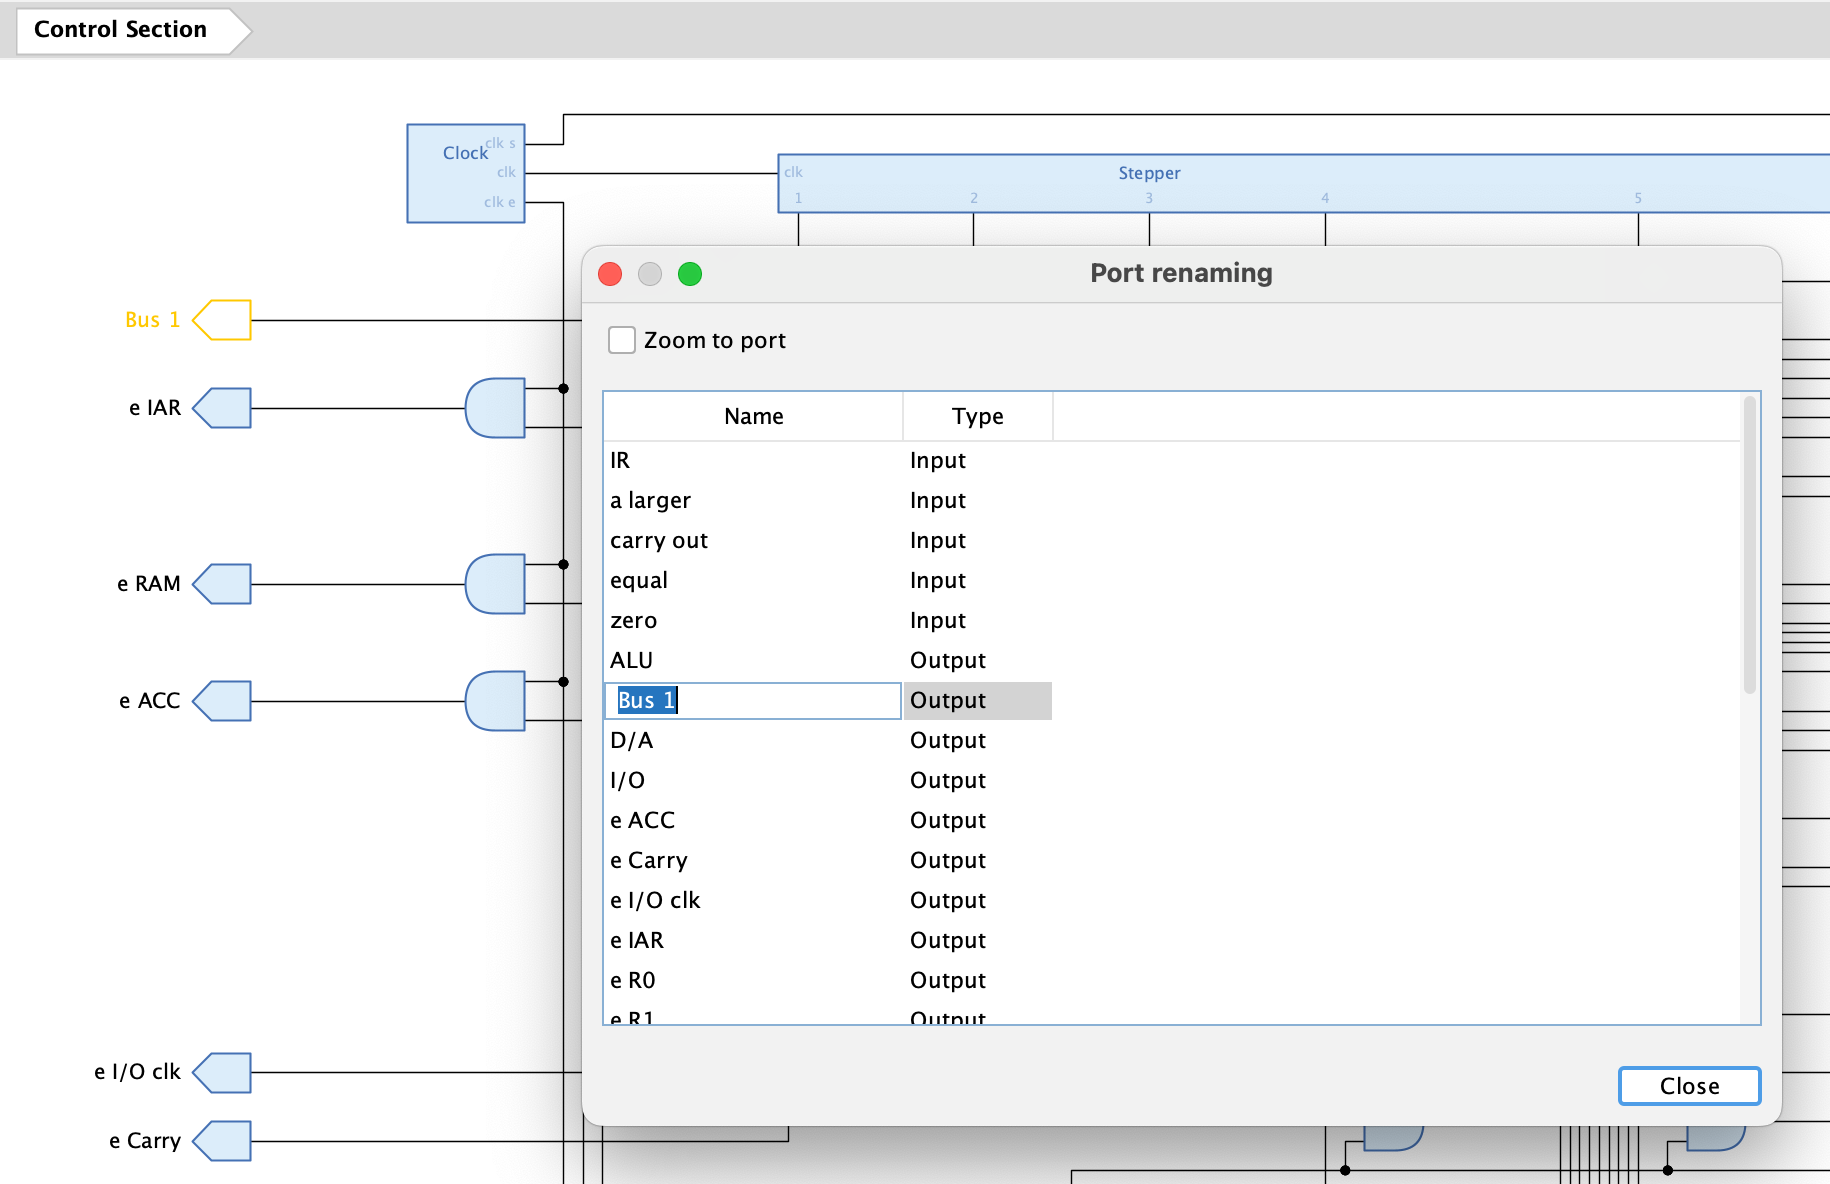 Control Section
Clock
clk s
clk
clk e
clk
Stepper
1
2
3
4
5
Bus 1
e IAR
e RAM
e ACC
e I/O clk
e Carry
Port renaming
Zoom to port
Name Type
IR Input
a larger Input
carry out Input
equal Input
zero Input
ALU Output
Bus 1 Output
D/A Output
I/O Output
e ACC Output
e Carry Output
e I/O clk Output
e IAR Output
e R0 Output
e R1 Output
Close